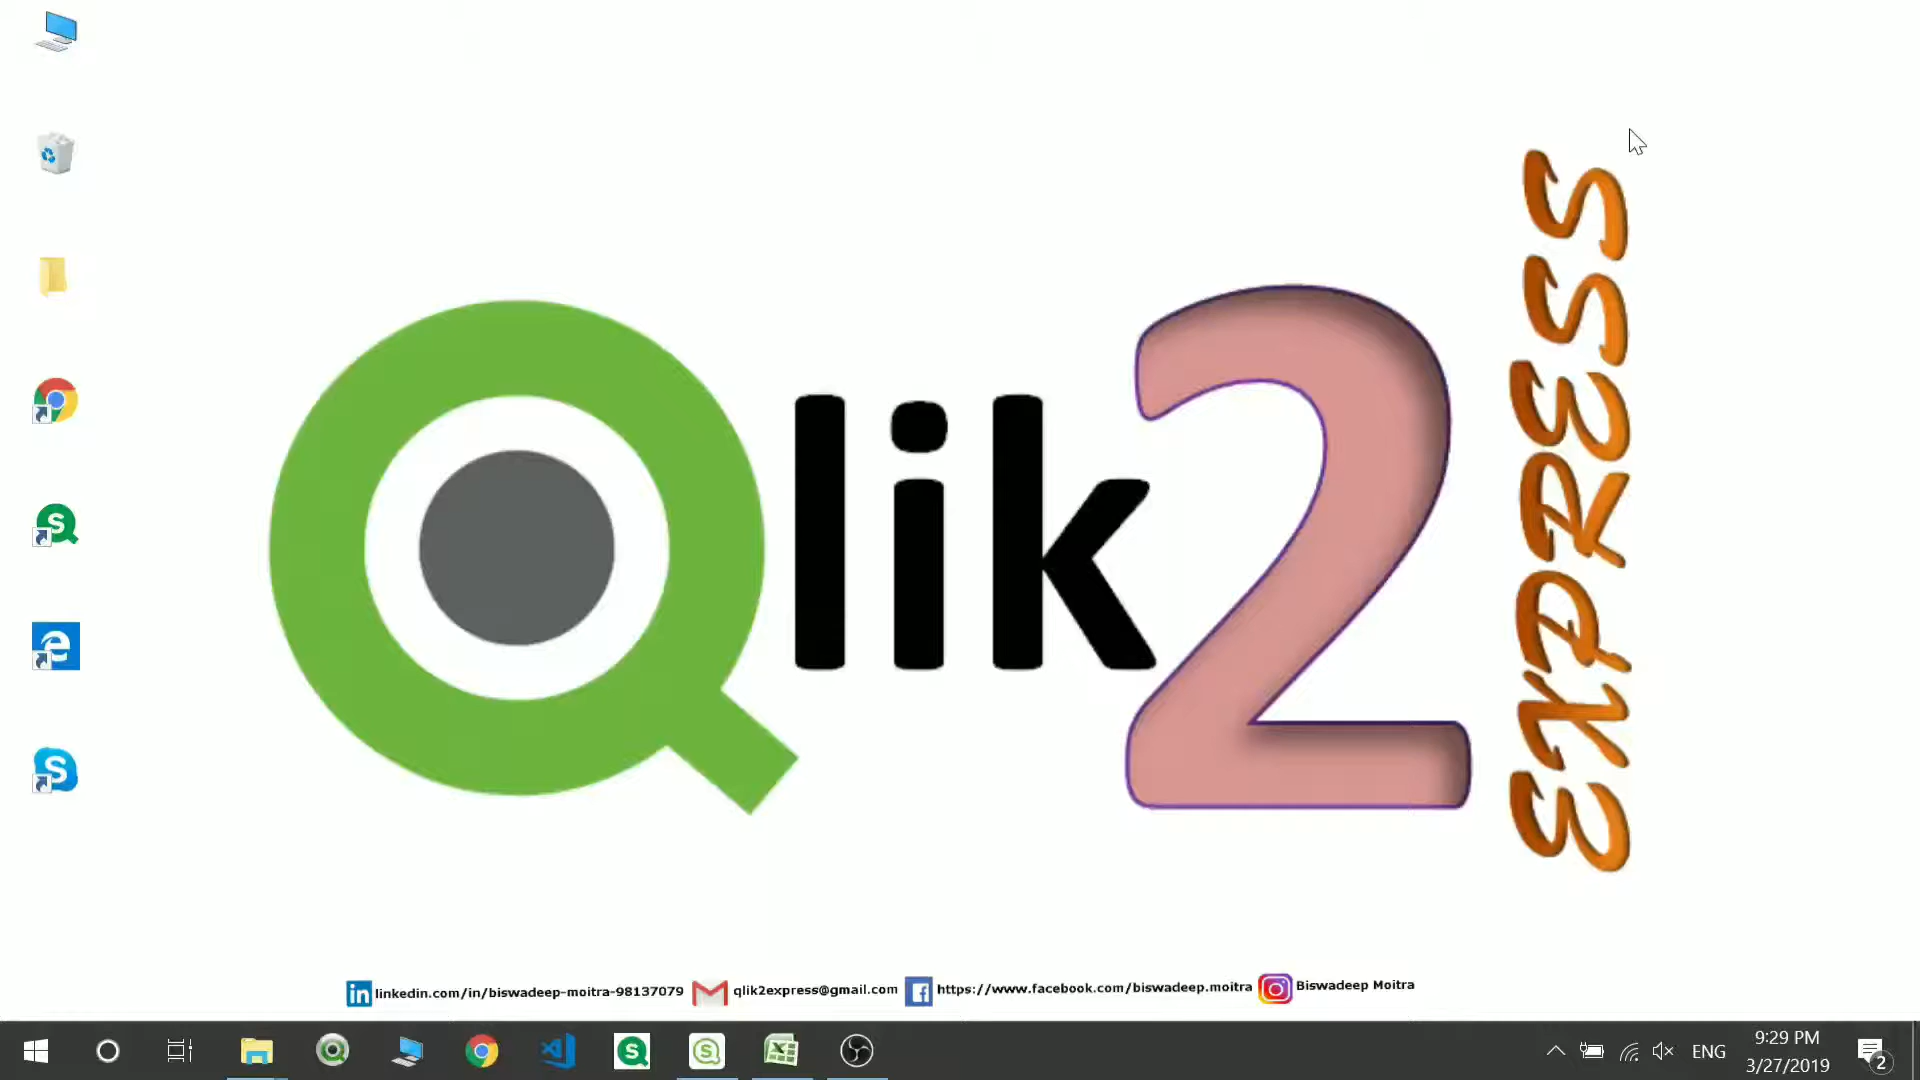 Qlik2
EXPRESS
linkedin.com/in/biswadeep-moitra-98137079 qlik2express@gmail.com https://www.facebook.com/biswadeep.moitra Biswadeep Moitra
ENG
9:29 PM
3/27/2019
2